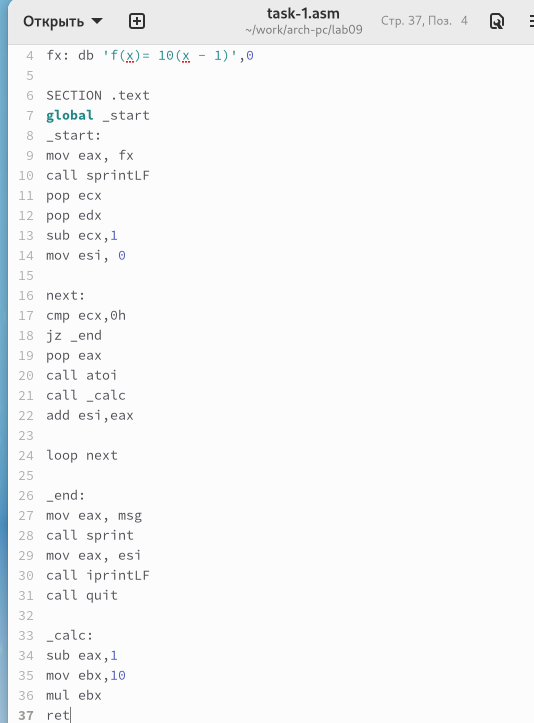 Открыть
task-1.asm
~/work/arch-pc/lab09
Стр. 37, Поз. 4
4 fx: db 'f(x)= 10(x - 1)',0
5
6 SECTION .text
7 global _start
8 _start:
9 mov eax, fx
10 call sprintLF
11 pop ecx
12 pop edx
13 sub ecx,1
14 mov esi, 0
15
16 next:
17 cmp ecx,0h
18 jz _end
19 pop eax
20 call atoi
21 call _calc
22 add esi,eax
23
24 loop next
25
26 _end:
27 mov eax, msg
28 call sprint
29 mov eax, esi
30 call iprintLF
31 call quit
32
33 _calc:
34 sub eax,1
35 mov ebx,10
36 mul ebx
37 ret